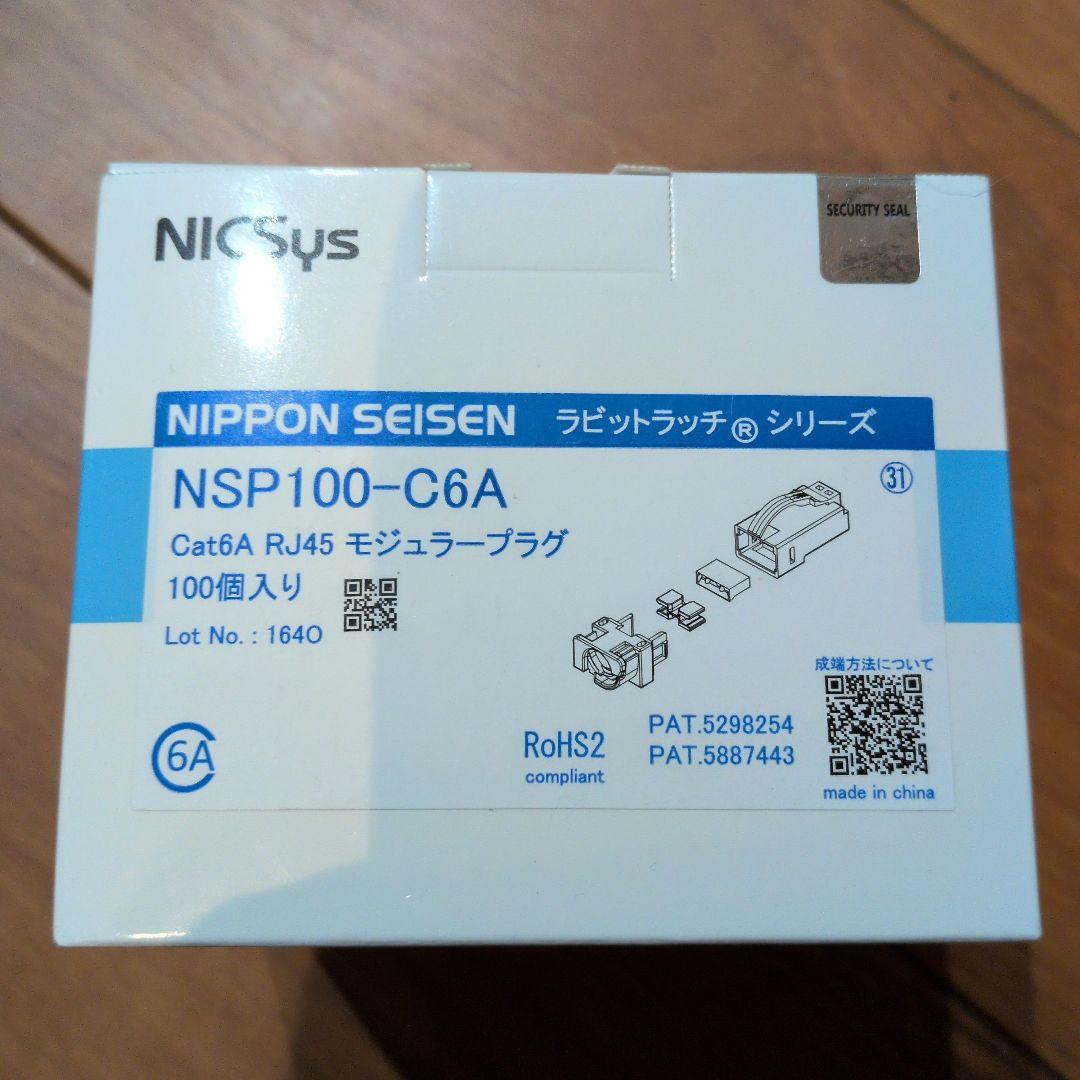 NICSys
SECURITY SEAL
NIPPON SEISEN ラビットラッチ® シリーズ
NSP100-C6A
㉛
Cat6A RJ45 モジュラープラグ
100個入り
Lot No. : 164O
成端方法について
6A
RoHS2
compliant
PAT.5298254
PAT.5887443
made in china